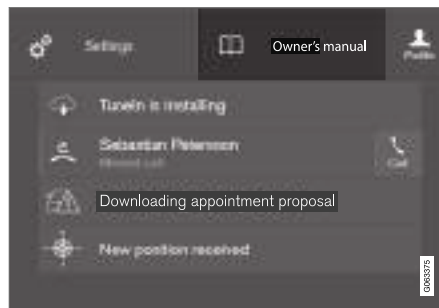 Settings
Owner's manual
Profile
TuneIn is installing
Sebastian Petersson
Missed call
Call
Downloading appointment proposal
New position received
G063375